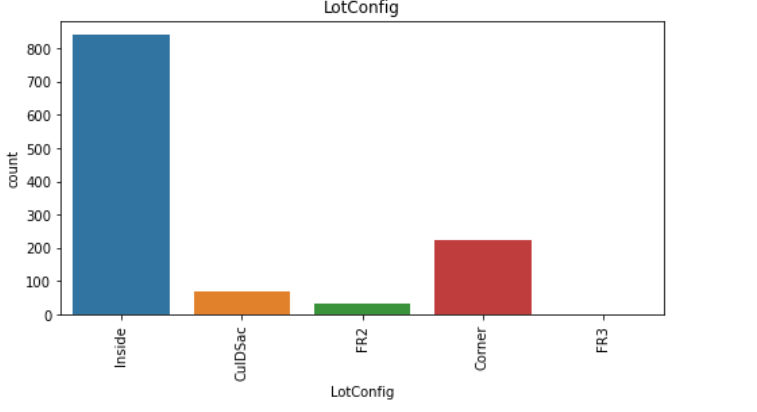 LotConfig
800
700
600
500
400
300
200
100
0
count
Inside
CulDSac
FR2
Corner
FR3
LotConfig